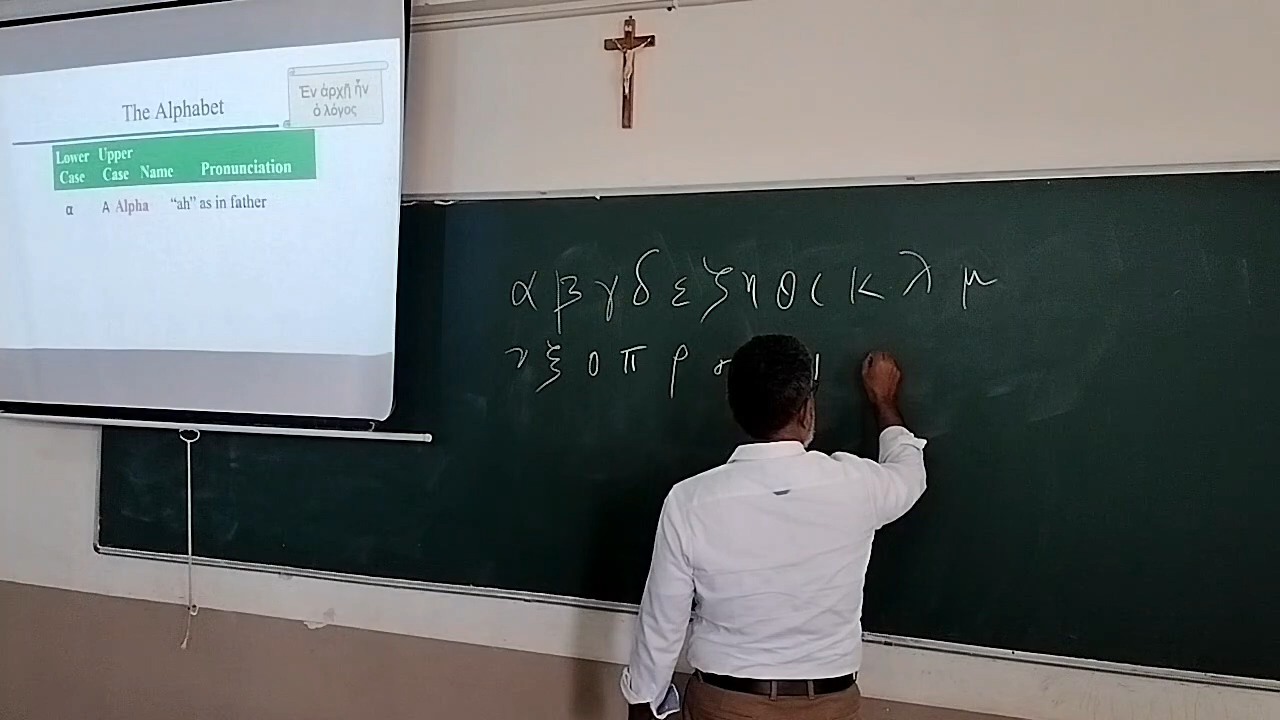 The Alphabet
Ἐν ἀρχῇ ἦν
ὁ λόγος
Lower Upper
Case Case Name Pronunciation
α Α Alpha “ah” as in father
α β γ δ ε ζ η θ ι κ λ μ
ν ξ ο π ρ σ